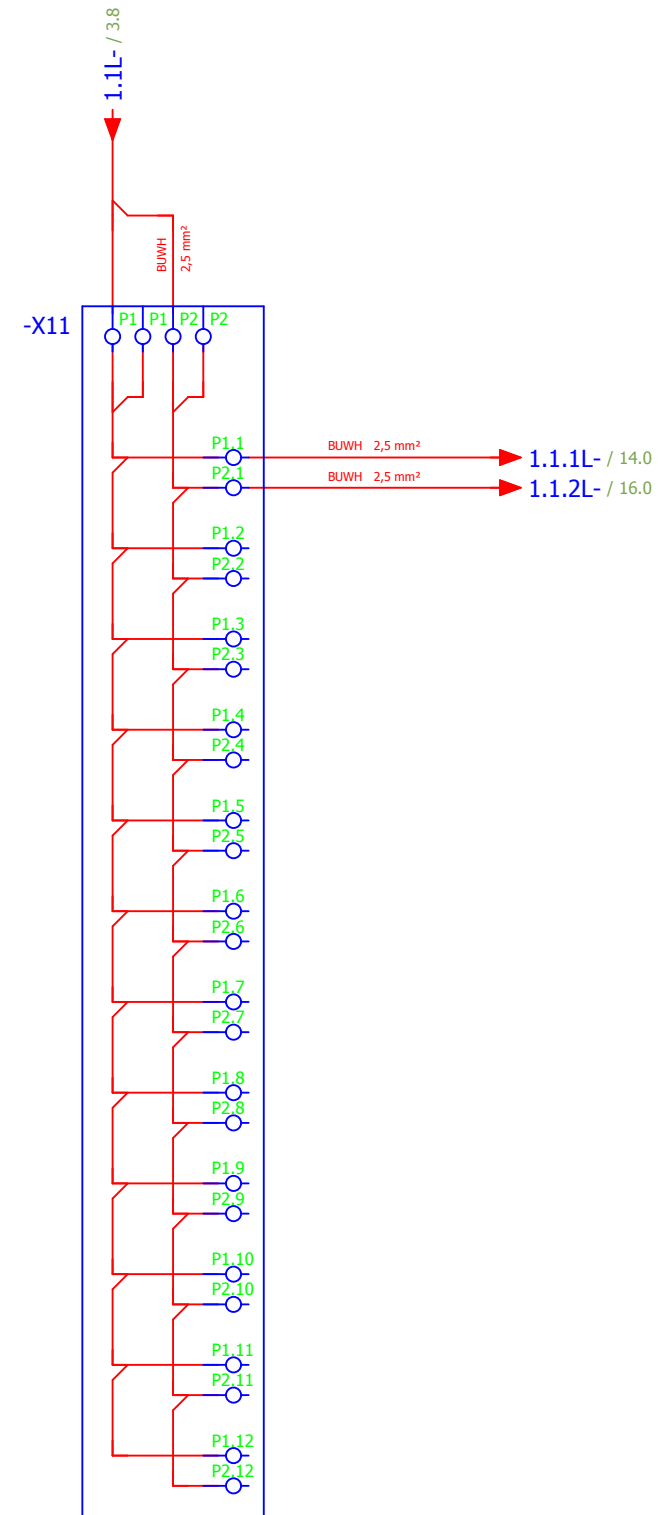 1.1L- / 3.8
BUWH
2,5 mm²
-X11
P1 P1 P2 P2
P1.1
BUWH 2,5 mm²
1.1.1L- / 14.0
P2.1
BUWH 2,5 mm²
1.1.2L- / 16.0
P1.2
P2.2
P1.3
P2.3
P1.4
P2.4
P1.5
P2.5
P1.6
P2.6
P1.7
P2.7
P1.8
P2.8
P1.9
P2.9
P1.10
P2.10
P1.11
P2.11
P1.12
P2.12